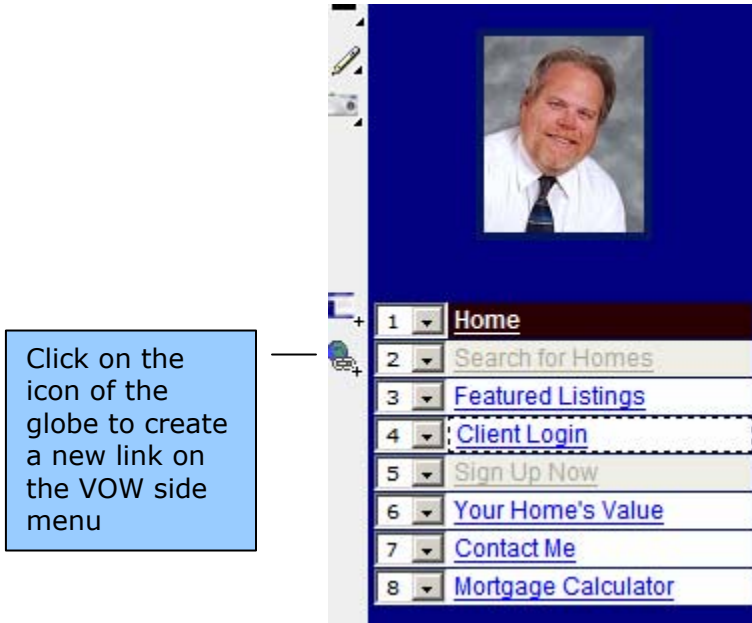 1 Home
2 Search for Homes
3 Featured Listings
4 Client Login
5 Sign Up Now
6 Your Home's Value
7 Contact Me
8 Mortgage Calculator
Click on the
icon of the
globe to create
a new link on
the VOW side
menu